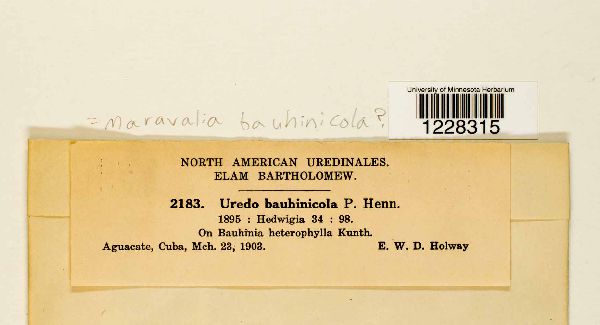 University of Minnesota Herbarium
1228315
= Maravalia bauhinicola?
NORTH AMERICAN UREDINALES.
ELAM BARTHOLOMEW.
2183. Uredo bauhinicola P. Henn.
1895 : Hedwigia 34 : 98.
On Bauhinia heterophylla Kunth.
Aguacate, Cuba, Mch. 23, 1903. E. W. D. Holway